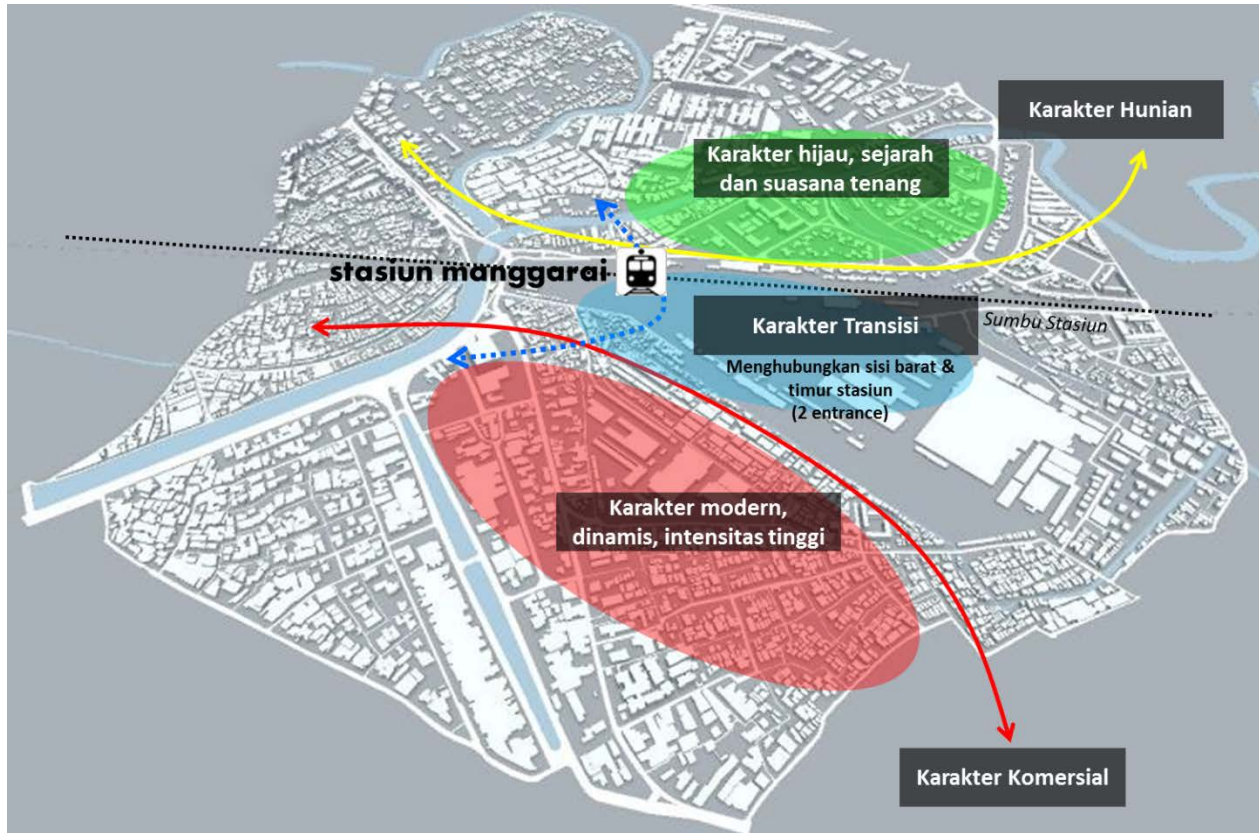 Karakter Hunian
Karakter hijau, sejarah
dan suasana tenang
stasiun manggarai
Karakter Transisi
Sumbu Stasiun
Menghubungkan sisi barat &
timur stasiun
(2 entrance)
Karakter modern,
dinamis, intensitas tinggi
Karakter Komersial